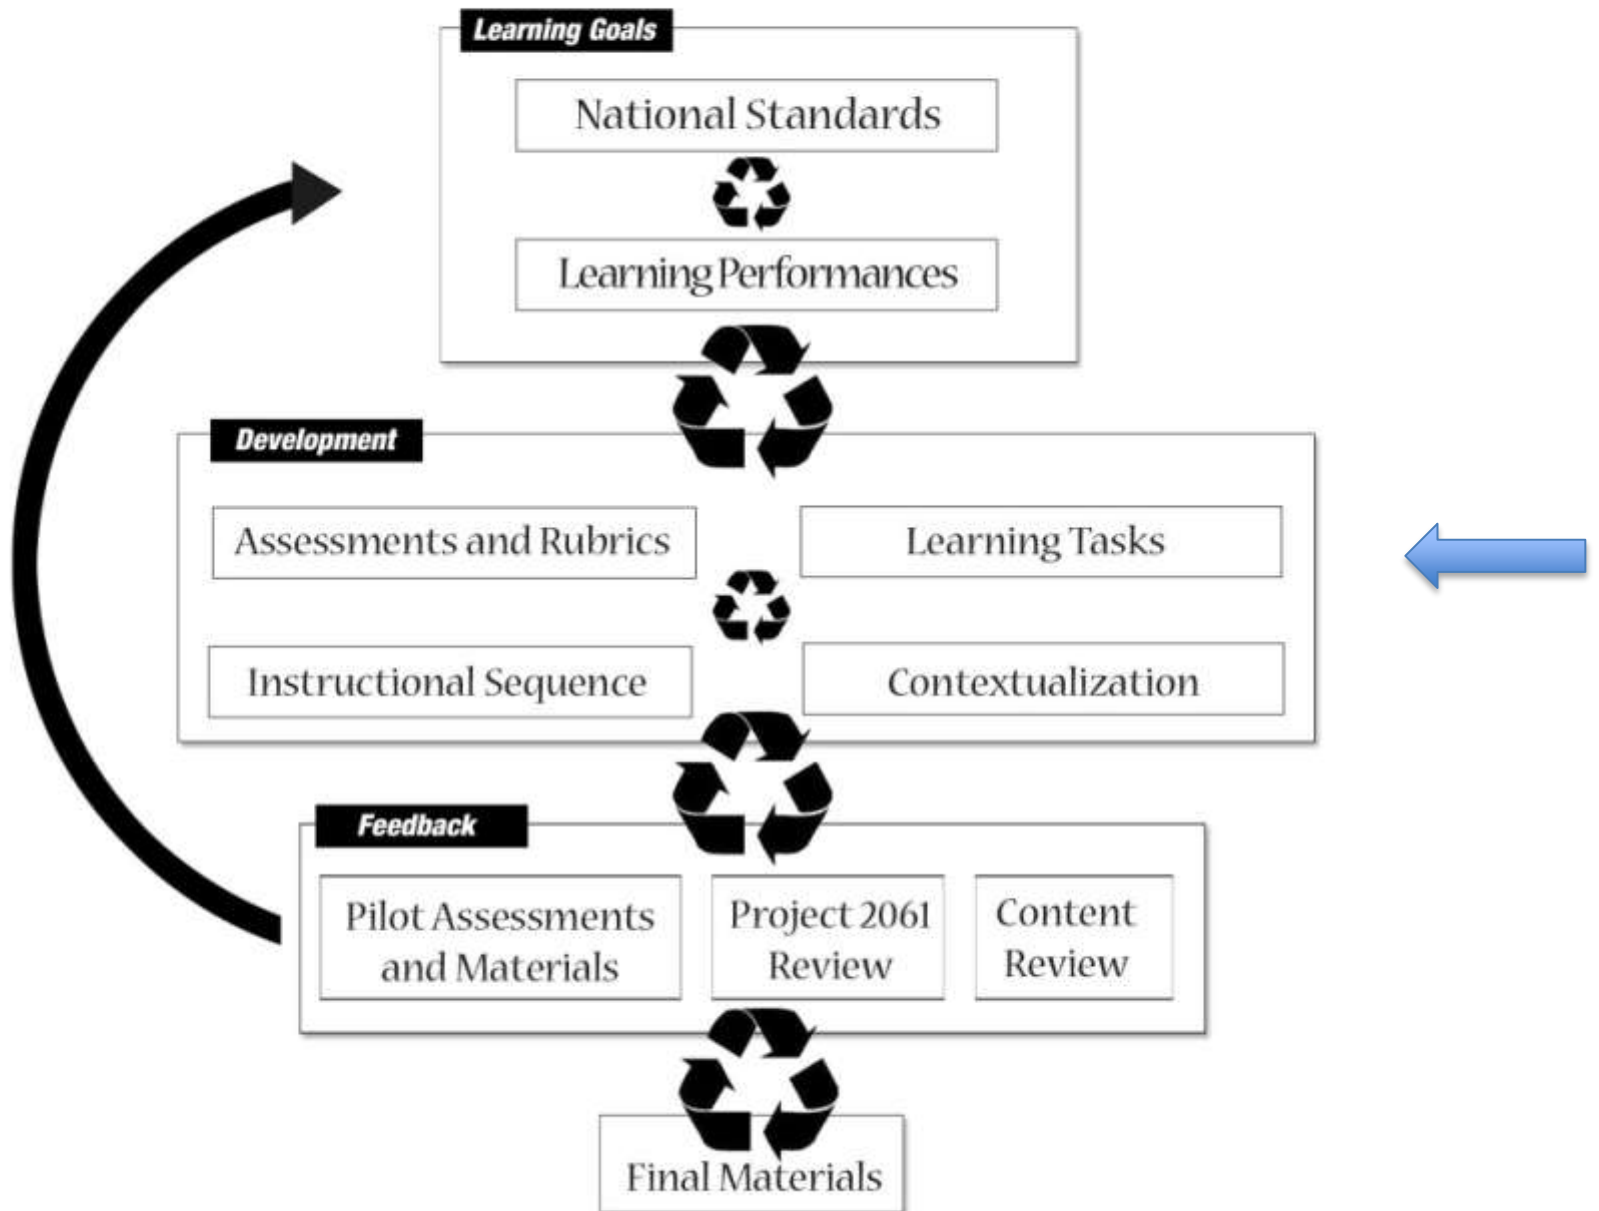 Learning Goals
National Standards
Learning Performances
Development
Assessments and Rubrics
Learning Tasks
Instructional Sequence
Contextualization
Feedback
Pilot Assessments
and Materials
Project 2061
Review
Content
Review
Final Materials